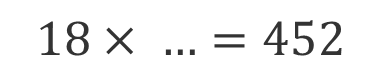 18 × ... = 452